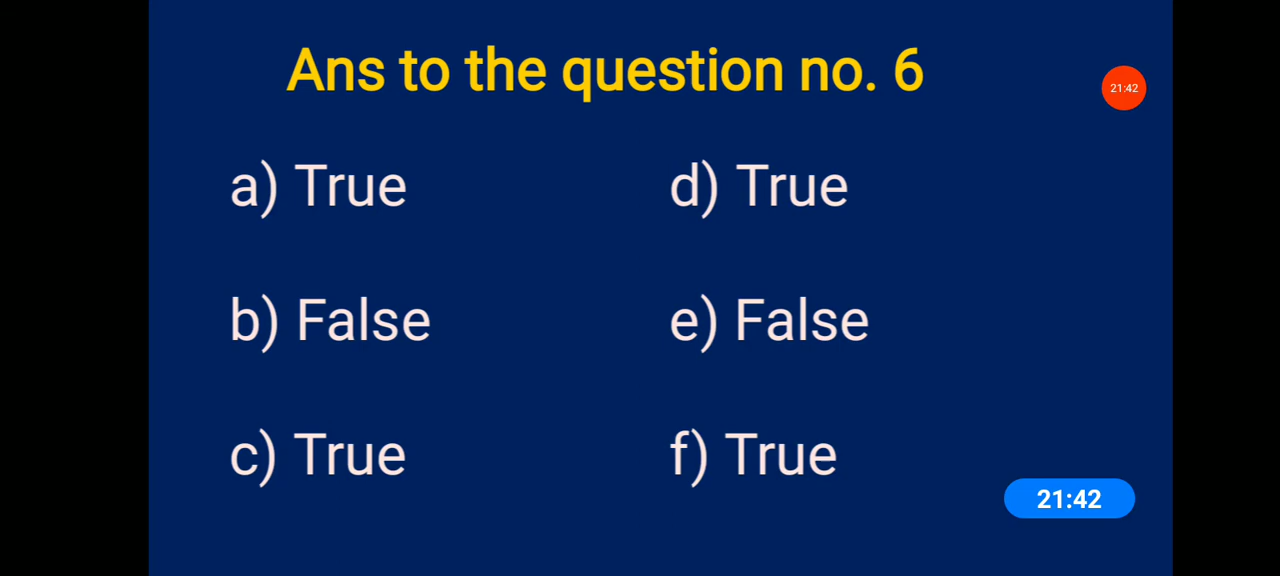 Ans to the question no. 6
21:42
a) True
d) True
b) False
e) False
c) True
f) True
21:42